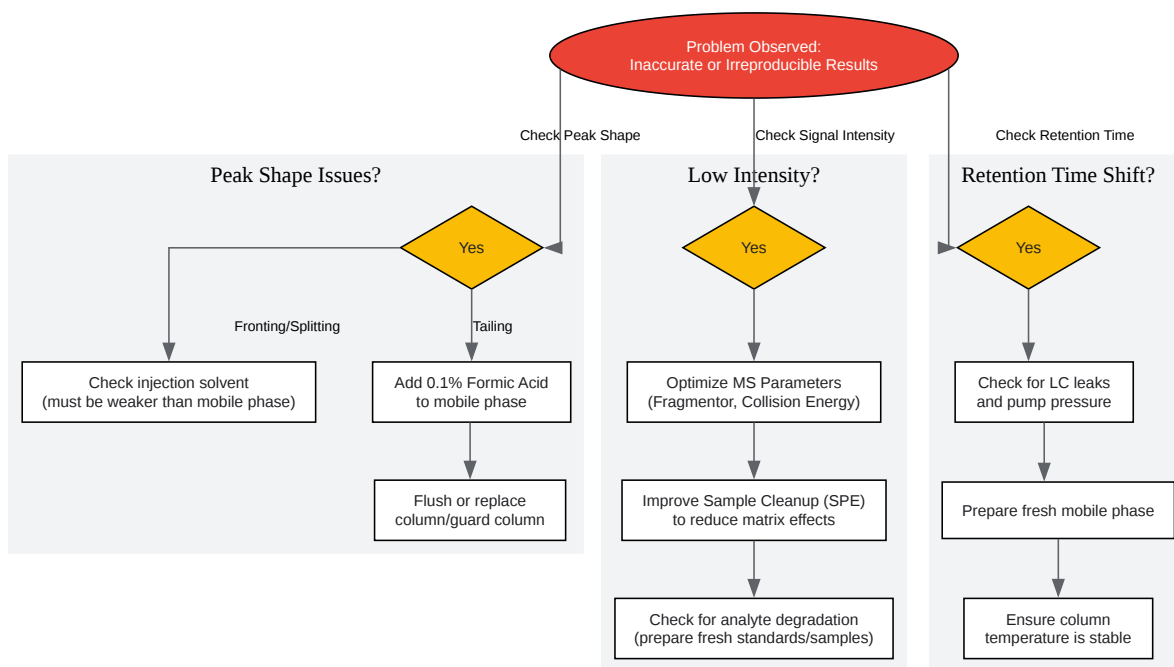 Problem Observed:
Inaccurate or Irreproducible Results
Check Peak Shape
Check Signal Intensity
Check Retention Time
Peak Shape Issues?
Low Intensity?
Retention Time Shift?
Yes
Yes
Yes
Fronting/Splitting
Tailing
Check injection solvent
(must be weaker than mobile phase)
Add 0.1% Formic Acid
to mobile phase
Optimize MS Parameters
(Fragmentor, Collision Energy)
Check for LC leaks
and pump pressure
Flush or replace
column/guard column
Improve Sample Cleanup (SPE)
to reduce matrix effects
Prepare fresh mobile phase
Check for analyte degradation
(prepare fresh standards/samples)
Ensure column
temperature is stable